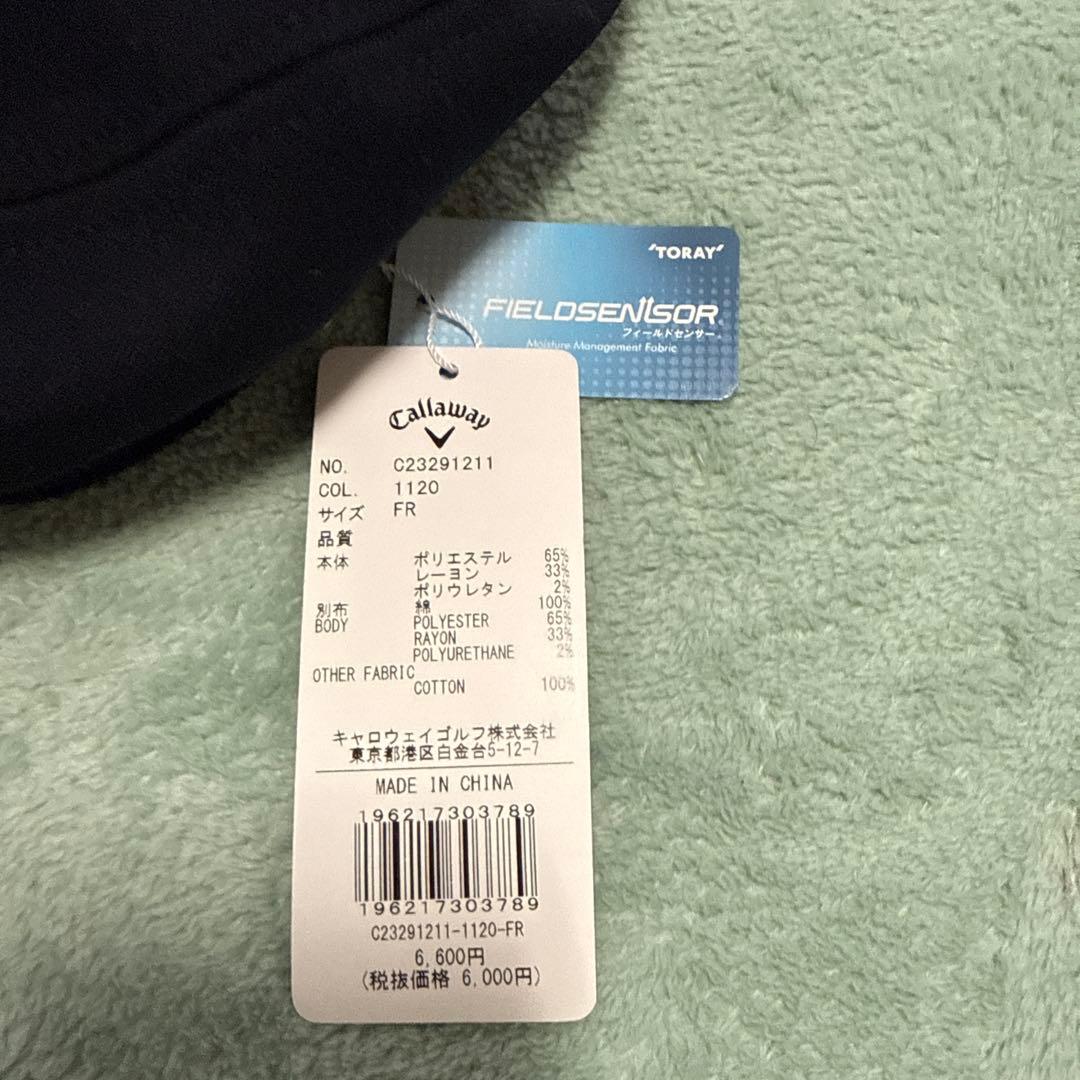 "TORAY"
FIELDSENSOR
フィールドセンサー
Moisture Management Fabric
Callaway
NO. C23291211
COL. 1120
サイズ FR
品質
本体 ポリエステル 65%
レーヨン 33%
ポリウレタン 2%
別布 綿 100%
BODY POLYESTER 65%
RAYON 33%
POLYURETHANE 2%
OTHER FABRIC
COTTON 100%
キャロウェイゴルフ株式会社
東京都港区白金台5-12-7
MADE IN CHINA
196217303789
196217303789
C23291211-1120-FR
6,600円
(税抜価格 6,000円)